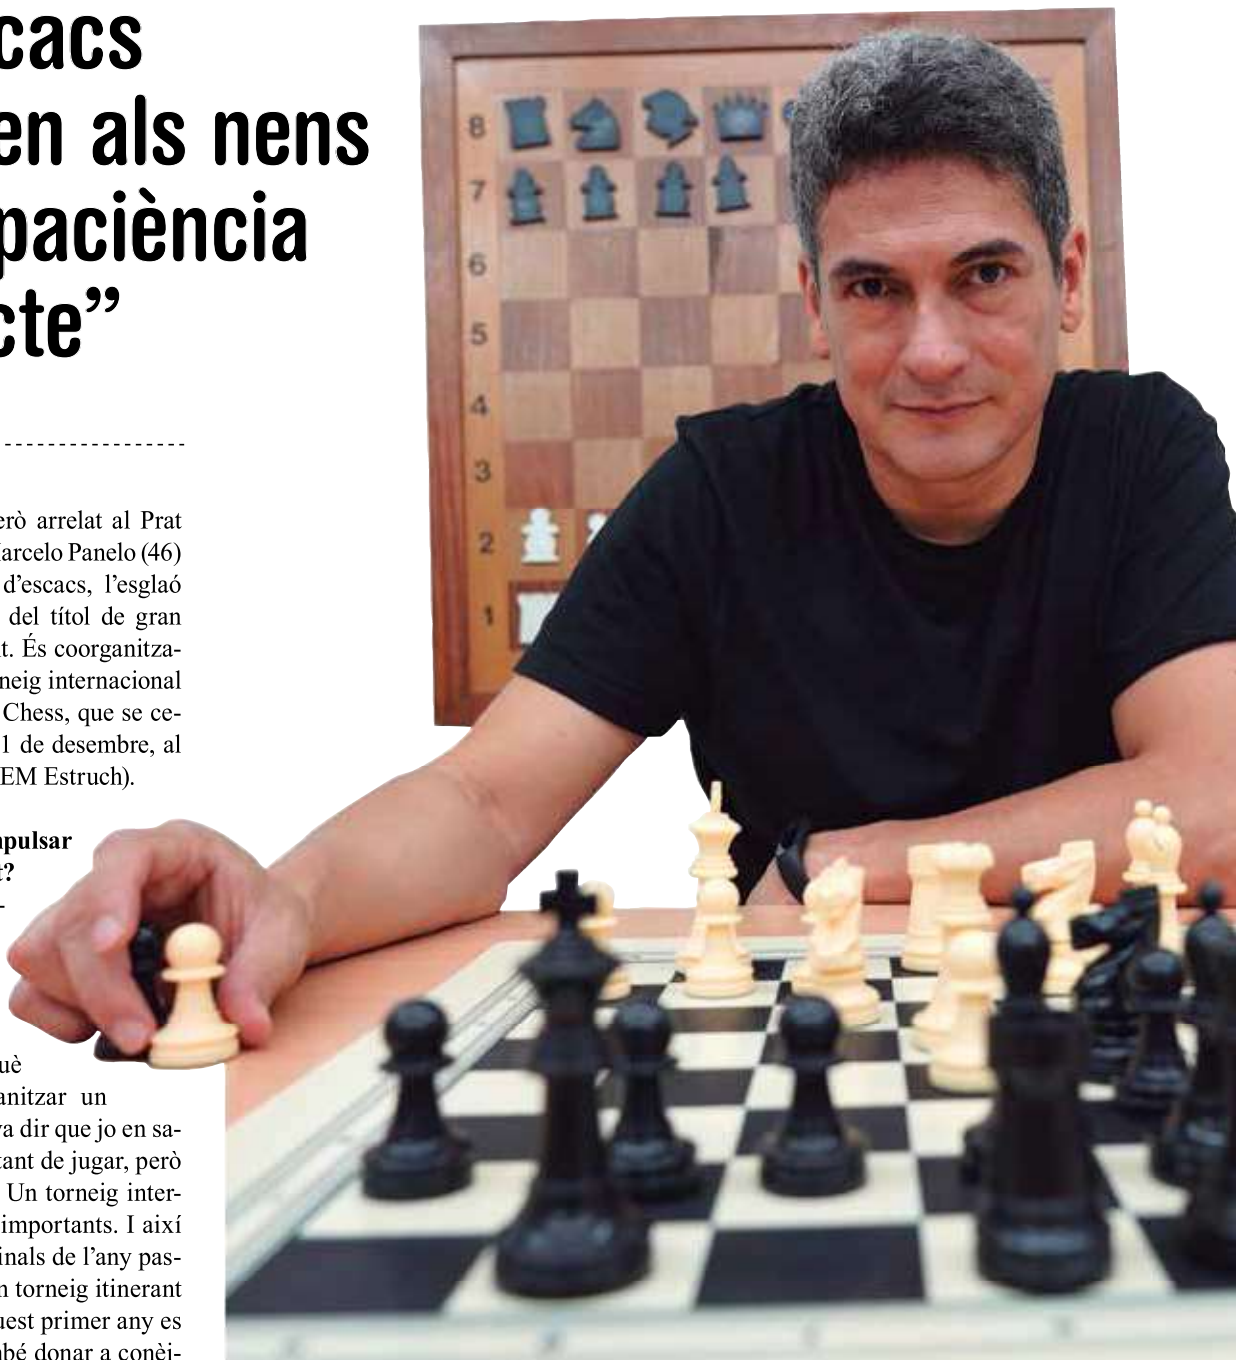 cacs
en als nens
paciència
cte”
erò arrelat al Prat
Marcelo Panelo (46)
d’escacs, l’esglaó
del títol de gran
t. És coorganitza-
neig internacional
Chess, que se ce-
1 de desembre, al
EM Estruch).
mpulsar
t?
-
uè
anitzar un
va dir que jo en sa-
tant de jugar, però
Un torneig inter-
importants. I així
inals de l’any pas-
n torneig itinerant
uest primer any es
mbé donar a conèi-
8
7
6
5
4
3
2
1